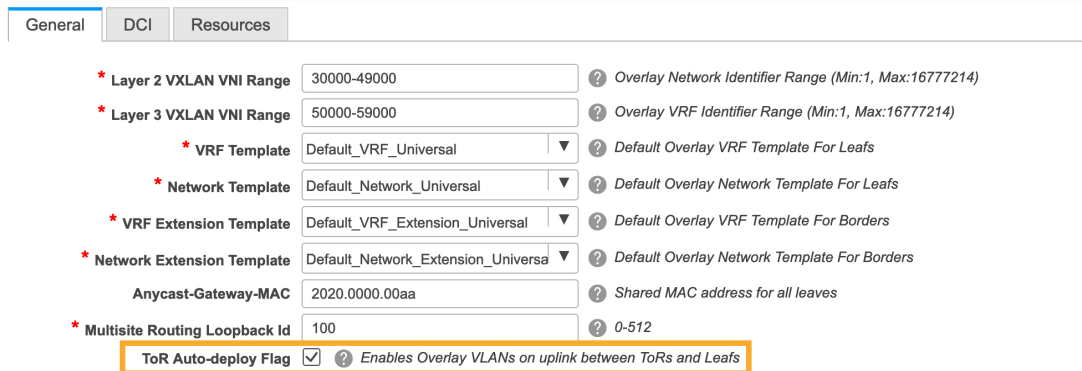 General DCI Resources
* Layer 2 VXLAN VNI Range 30000-49000 ? Overlay Network Identifier Range (Min:1, Max:16777214)
* Layer 3 VXLAN VNI Range 50000-59000 ? Overlay VRF Identifier Range (Min:1, Max:16777214)
* VRF Template Default_VRF_Universal ? Default Overlay VRF Template For Leafs
* Network Template Default_Network_Universal ? Default Overlay Network Template For Leafs
* VRF Extension Template Default_VRF_Extension_Universal ? Default Overlay VRF Template For Borders
* Network Extension Template Default_Network_Extension_Universa ? Default Overlay Network Template For Borders
Anycast-Gateway-MAC 2020.0000.00aa ? Shared MAC address for all leaves
* Multisite Routing Loopback Id 100 ? 0-512
ToR Auto-deploy Flag ? Enables Overlay VLANs on uplink between ToRs and Leafs